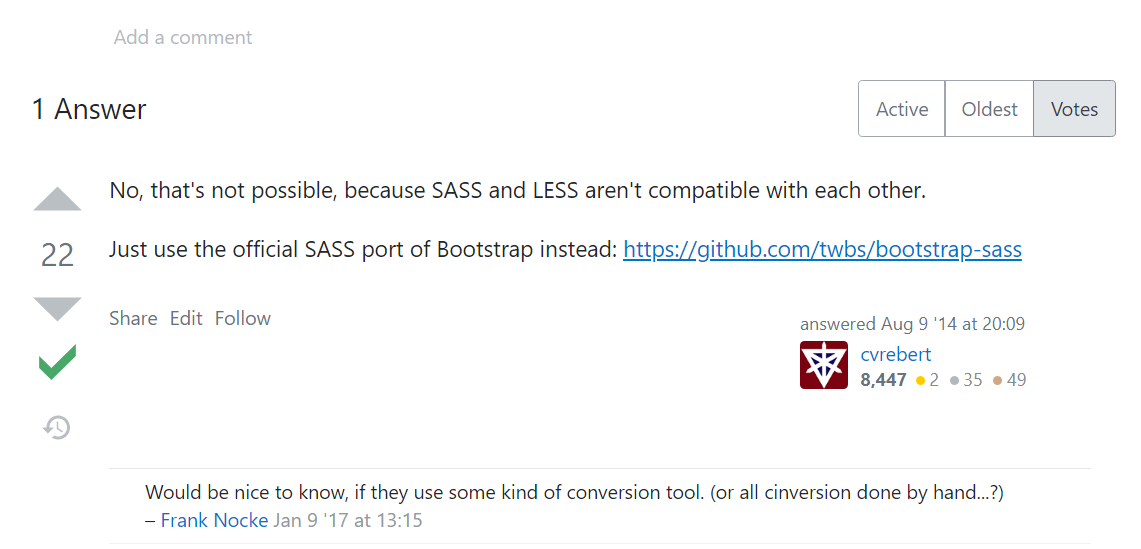 Add a comment
1 Answer
Active Oldest Votes
No, that's not possible, because SASS and LESS aren't compatible with each other.
22
Just use the official SASS port of Bootstrap instead: https://github.com/twbs/bootstrap-sass
Share Edit Follow
answered Aug 9 '14 at 20:09
cvrebert
8,447 2 35 49
Would be nice to know, if they use some kind of conversion tool. (or all cinversion done by hand...?)
– Frank Nocke Jan 9 '17 at 13:15